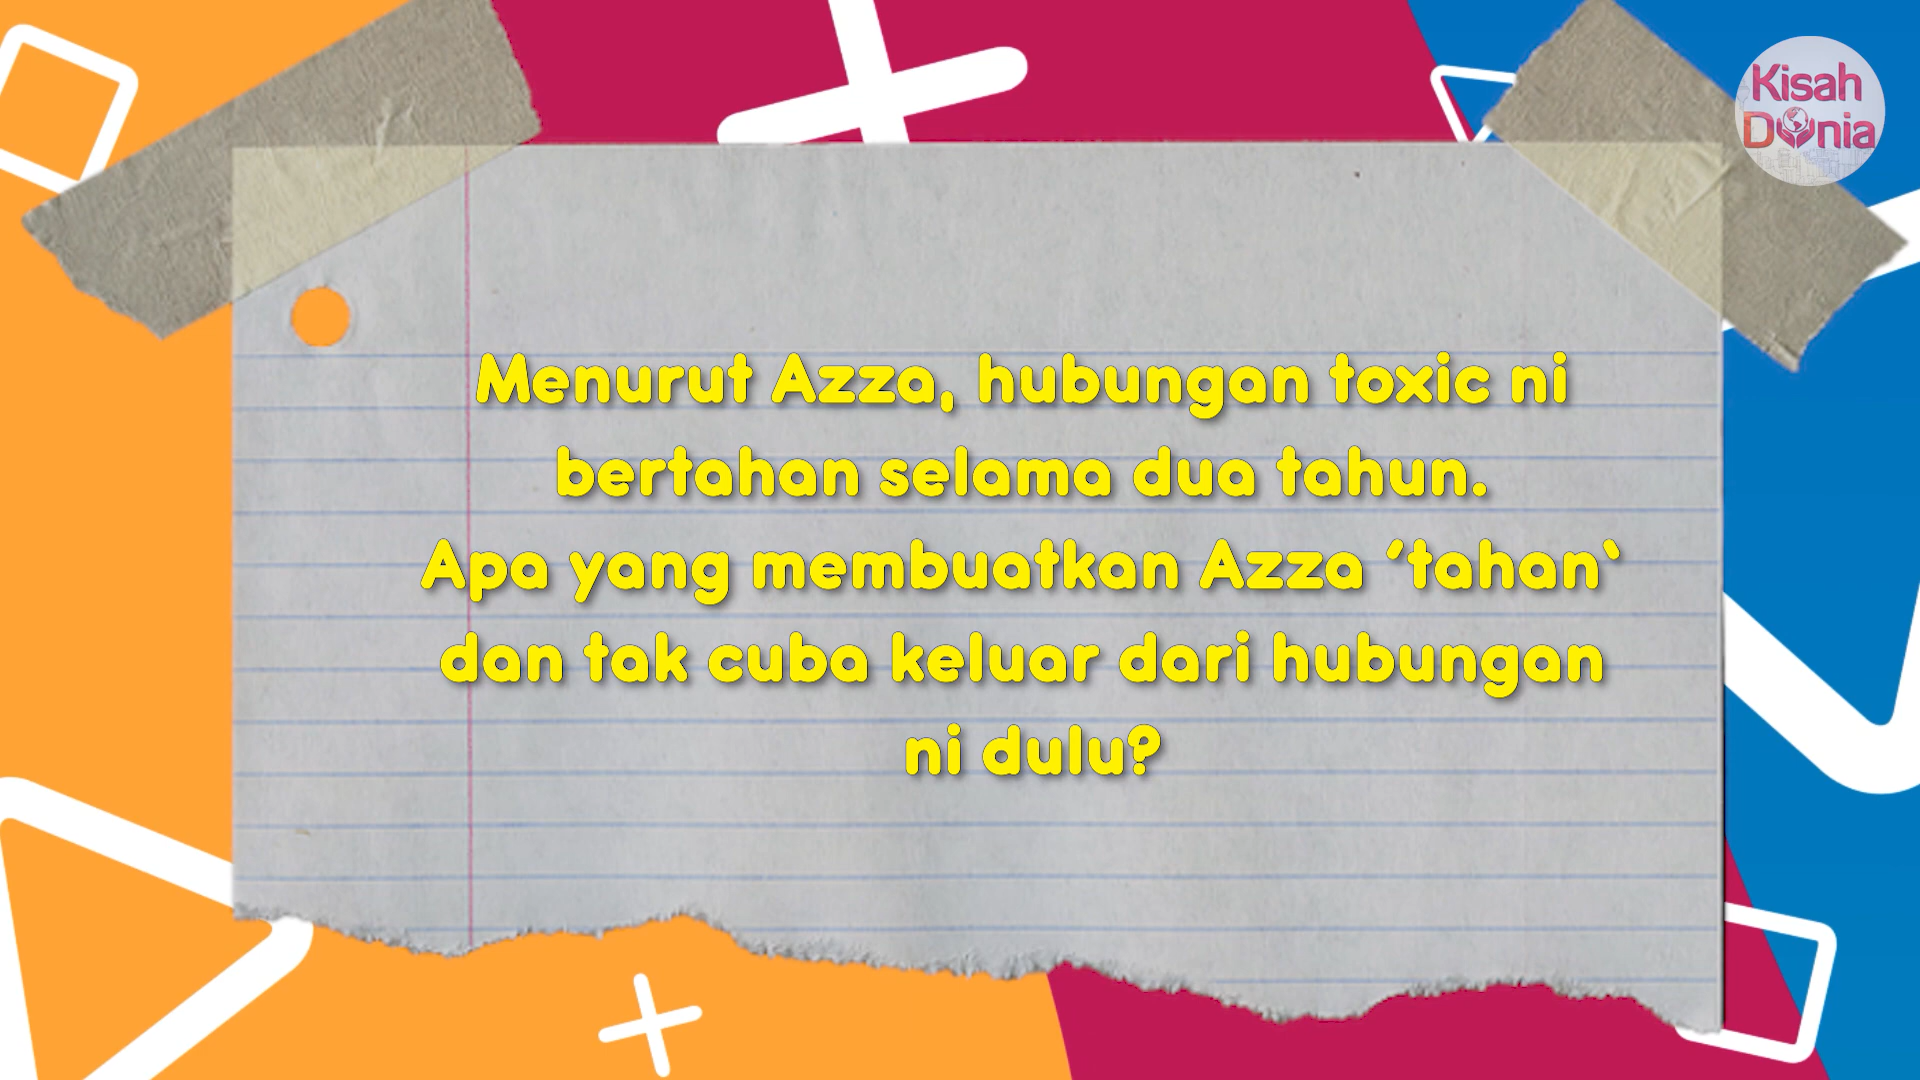 Kisah
Dunia
Menurut Azza, hubungan toxic ni
bertahan selama dua tahun.
Apa yang membuatkan Azza ‘tahan‛
dan tak cuba keluar dari hubungan
ni dulu?